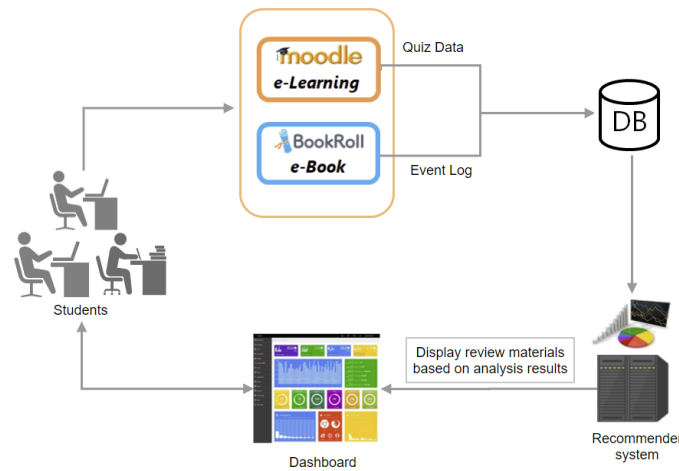 moodle
e-Learning
Quiz Data
BookRoll
e-Book
Event Log
DB
Students
Display review materials
based on analysis results
Dashboard
Recommender
system